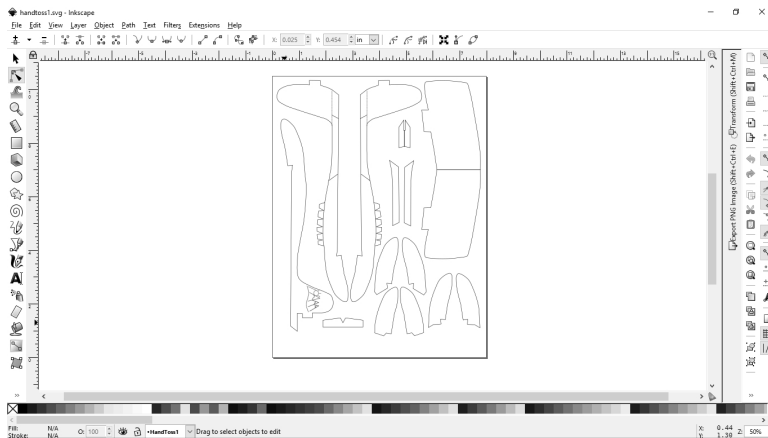 handtoss1.svg - Inkscape
File Edit View Layer Object Path Text Filters Extensions Help
X: 0.025 Y: 0.454 in
Transform (Shift+Ctrl+M)
Export PNG Image (Shift+Ctrl+E)
Fill: N/A
Stroke: N/A
O: 100
•HandToss1
Drag to select objects to edit
X: 0.44
Y: 1.30
Z: 50%